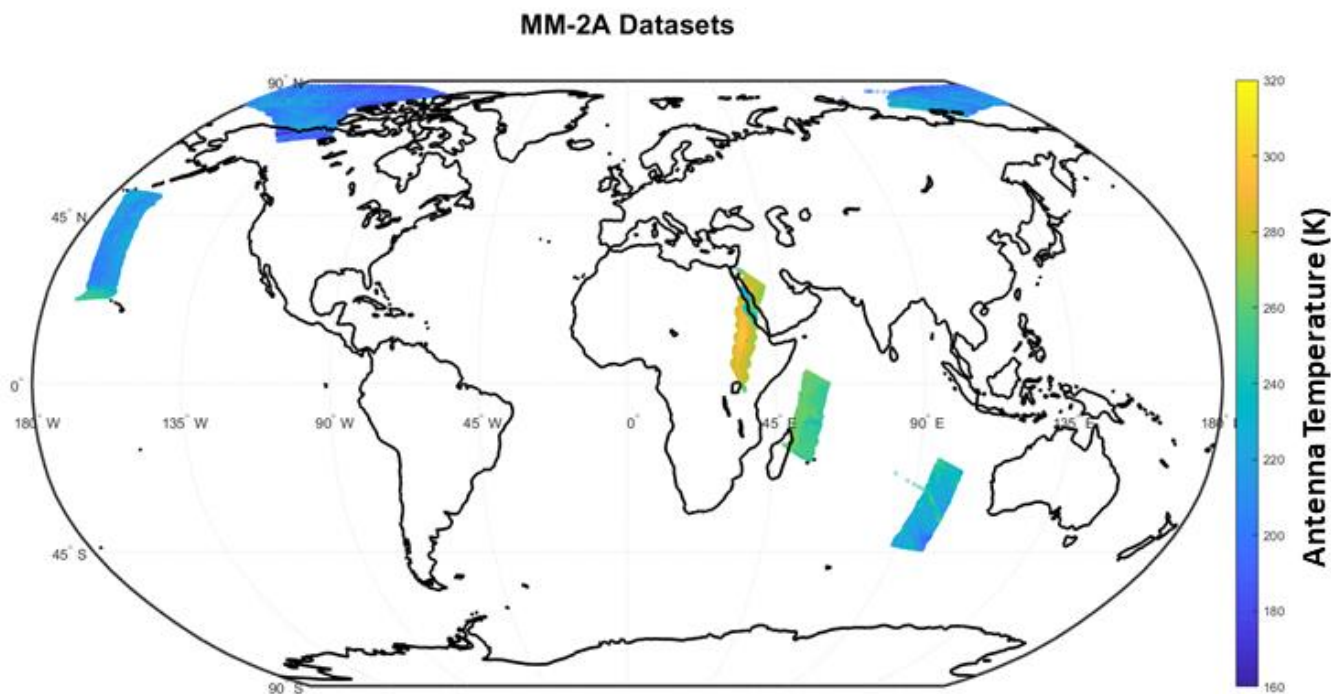 MM-2A Datasets
90° N
45° N
0°
180° W
135° W
90° W
45° W
0°
45° E
90° E
135° E
180°
45° S
90° S
320
300
280
260
240
220
200
180
160
Antenna Temperature (K)